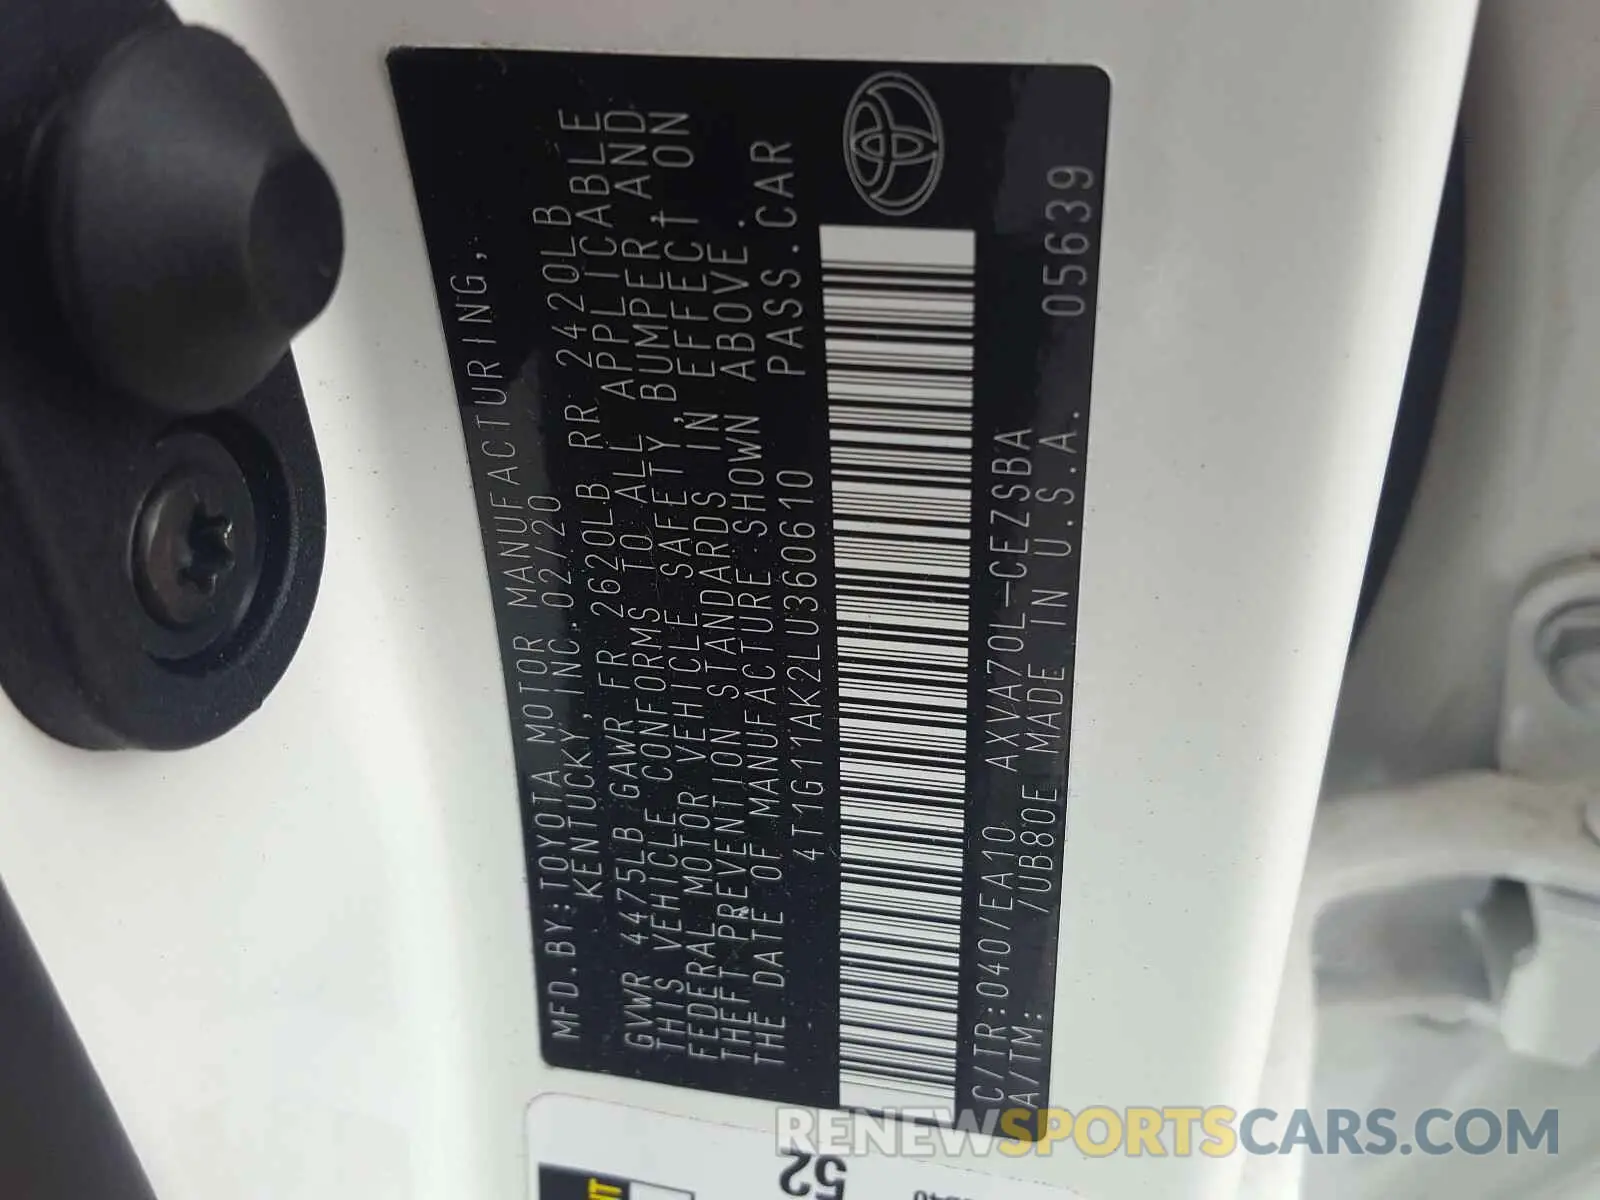 MFD.BY:TOYOTA MOTOR MANUFACTURING,
KENTUCKY, INC. 02/20
GVWR 4475LB GAWR FR 2620LB RR 2420LB
THIS VEHICLE CONFORMS TO ALL APPLICABLE
FEDERAL MOTOR VEHICLE SAFETY, BUMPER, AND
THEFT PREVENTION STANDARDS IN EFFECT ON
THE DATE OF MANUFACTURE SHOWN ABOVE.
4T1G11AK2LU360610 PASS.CAR
C/TR:040/EA10 AXVA70L-CEZSBA
A/TM: /UB80E MADE IN U.S.A. 05639
52
RENEWSPORTSCARS.COM